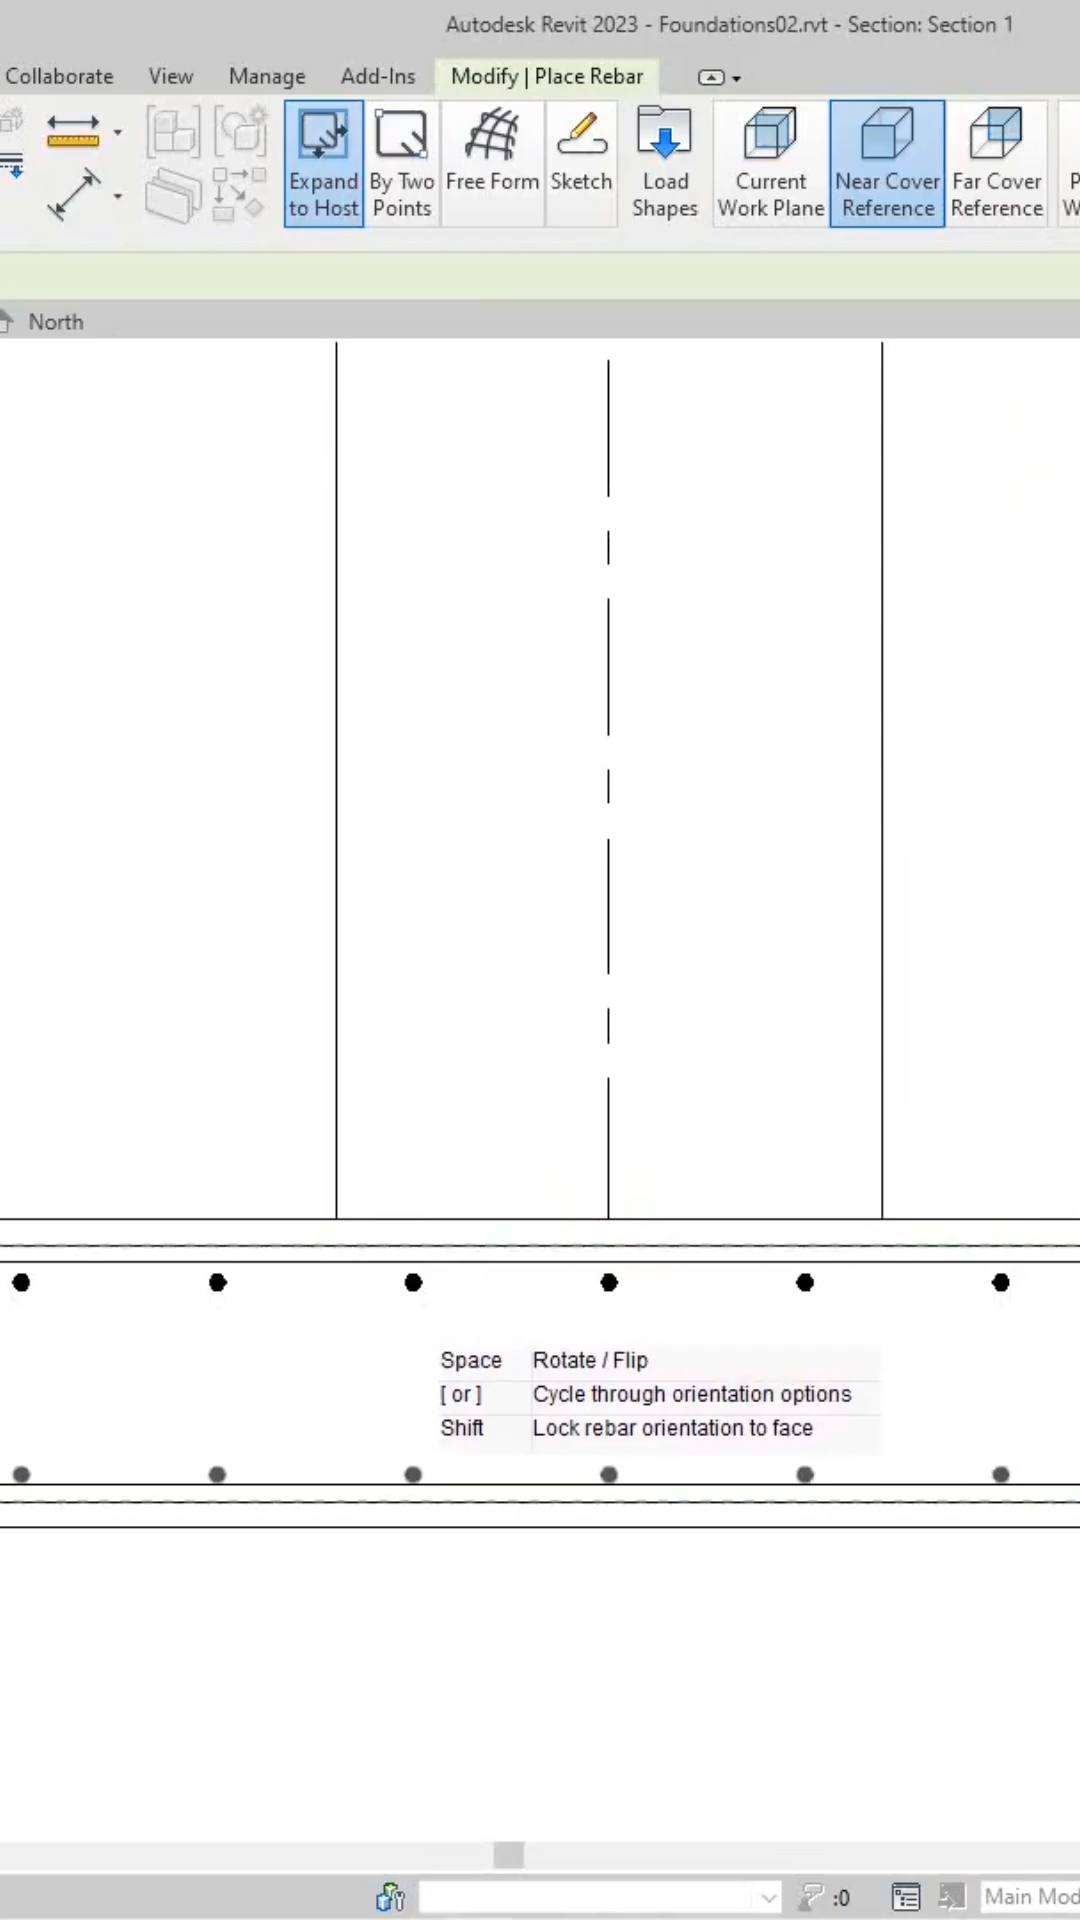 Autodesk Revit 2023 - Foundations02.rvt - Section: Section 1
Collaborate View Manage Add-Ins Modify | Place Rebar
Expand to Host
By Two Points
Free Form
Sketch
Load Shapes
Current Work Plane
Near Cover Reference
Far Cover Reference
North
Space Rotate / Flip
[ or ] Cycle through orientation options
Shift Lock rebar orientation to face
:0
Main Mod